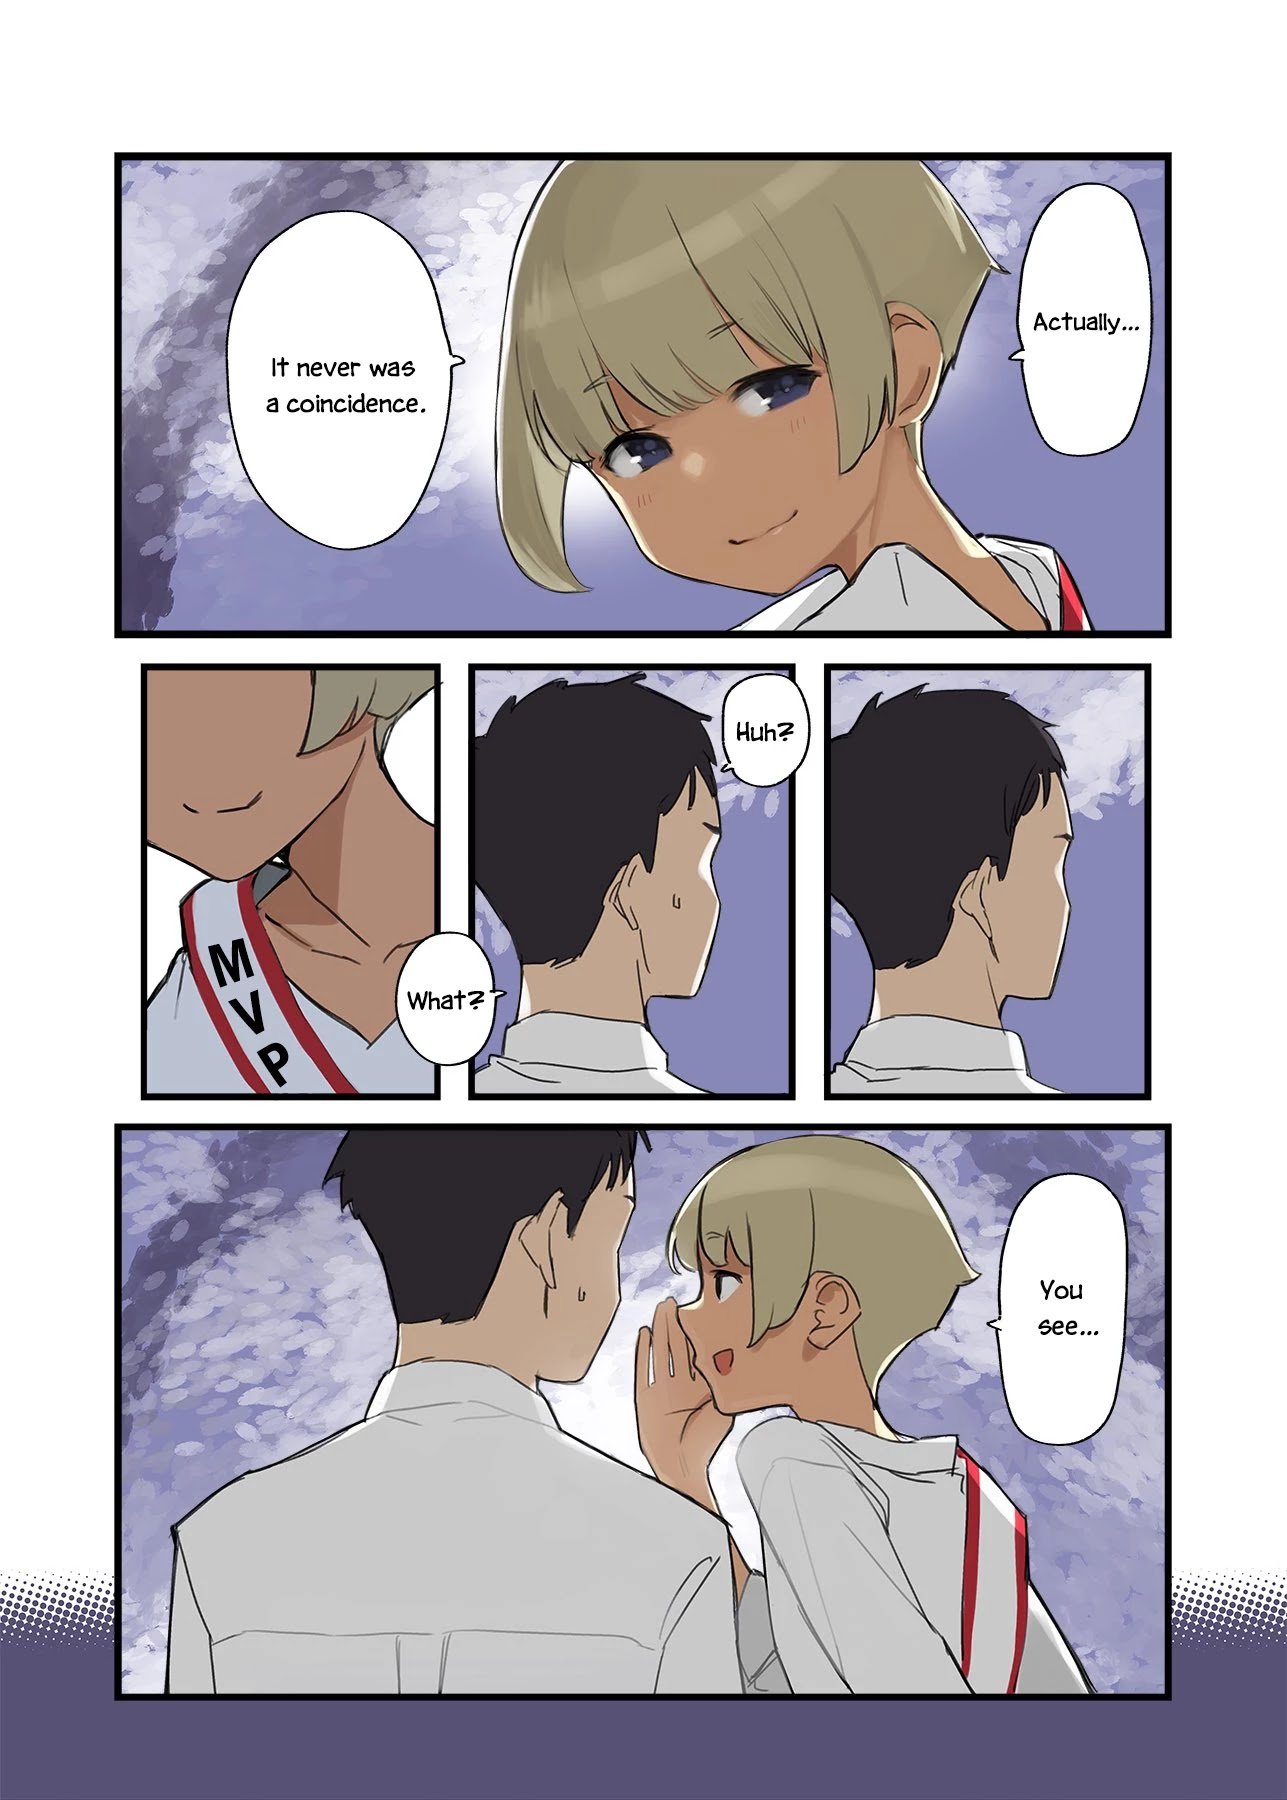 Actually...
It never was
a coincidence.
Huh?
What?
M
V
P
You
see...